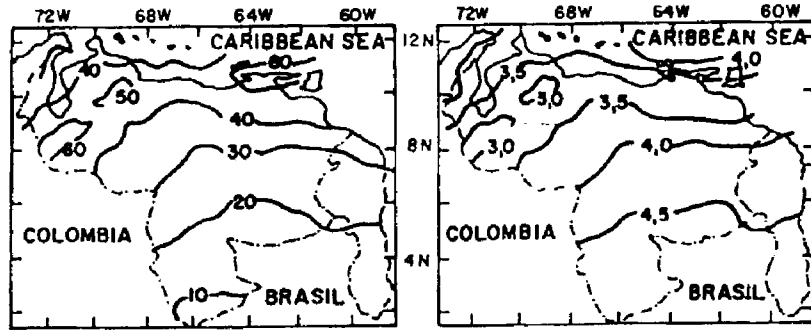 72W 68W 64W 60W
CARIBBEAN SEA
60
40
50
40
60
30
20
COLOMBIA
10
BRASIL
72W 68W 64W 60W
12N
CARIBBEAN SEA
4,0
3,5
3,0
3,5
8N
3,0
4,0
4,5
COLOMBIA
4N
BRASIL